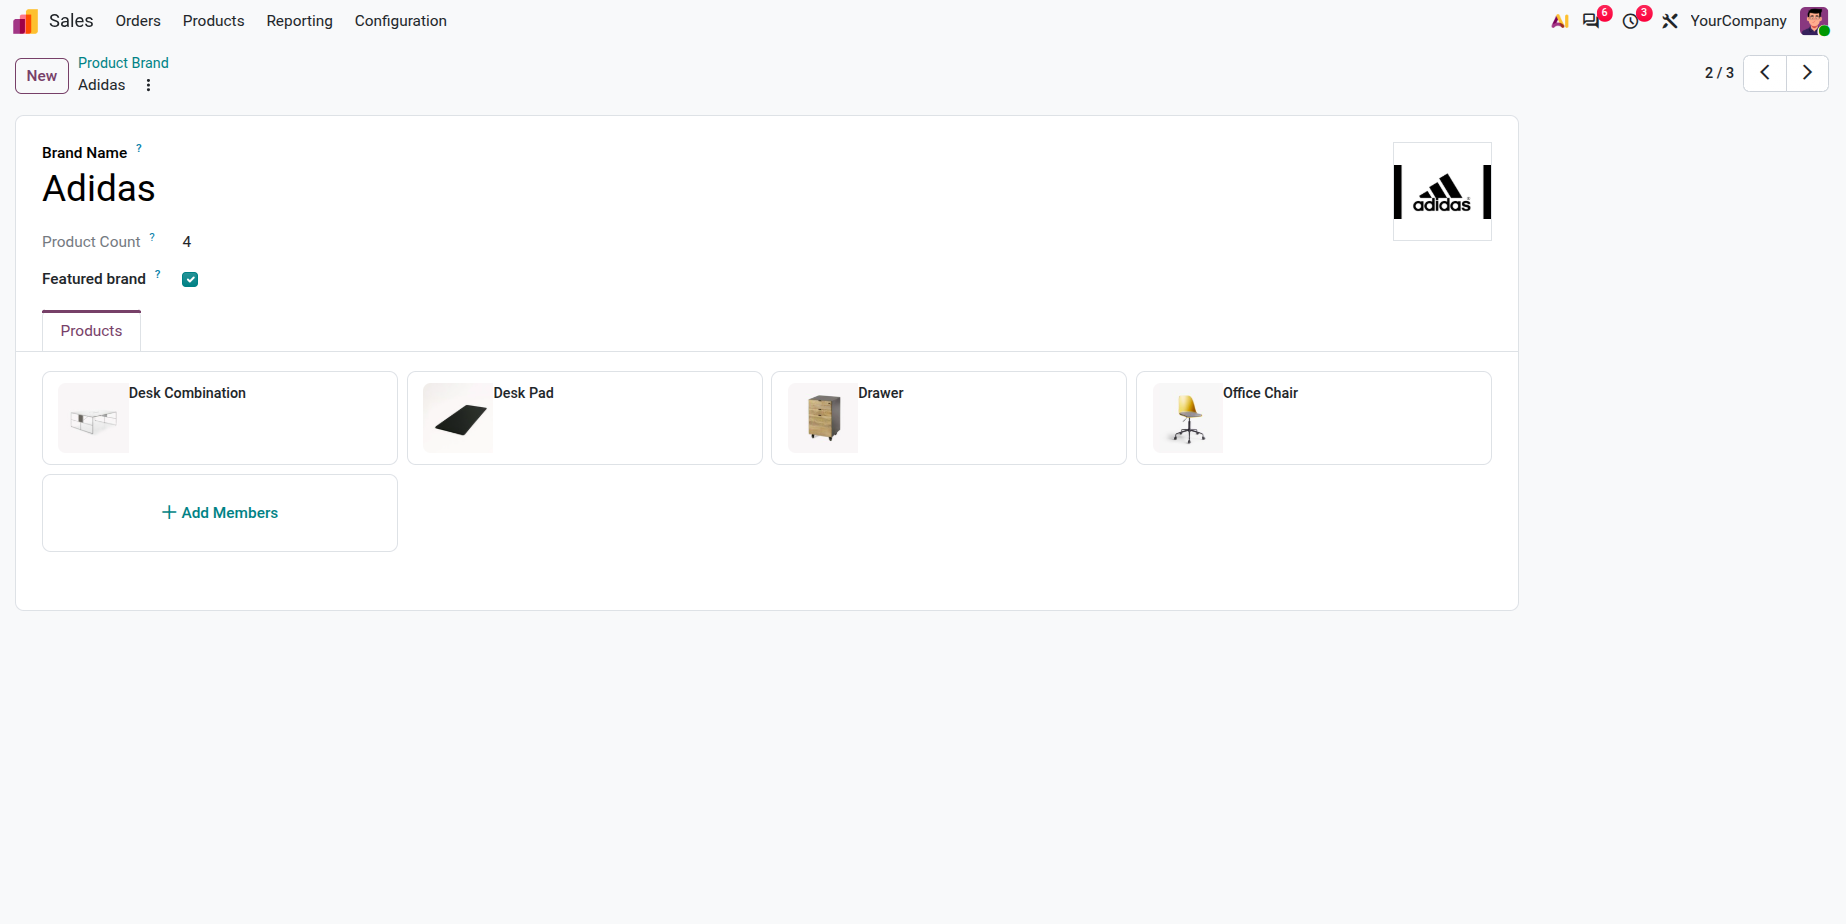 Sales Orders Products Reporting Configuration AI 6 3 YourCompany
New
Product Brand
Adidas
2 / 3
Brand Name ?
Adidas
adidas
Product Count ? 4
Featured brand ?
Products
Desk Combination Desk Pad Drawer Office Chair
+ Add Members